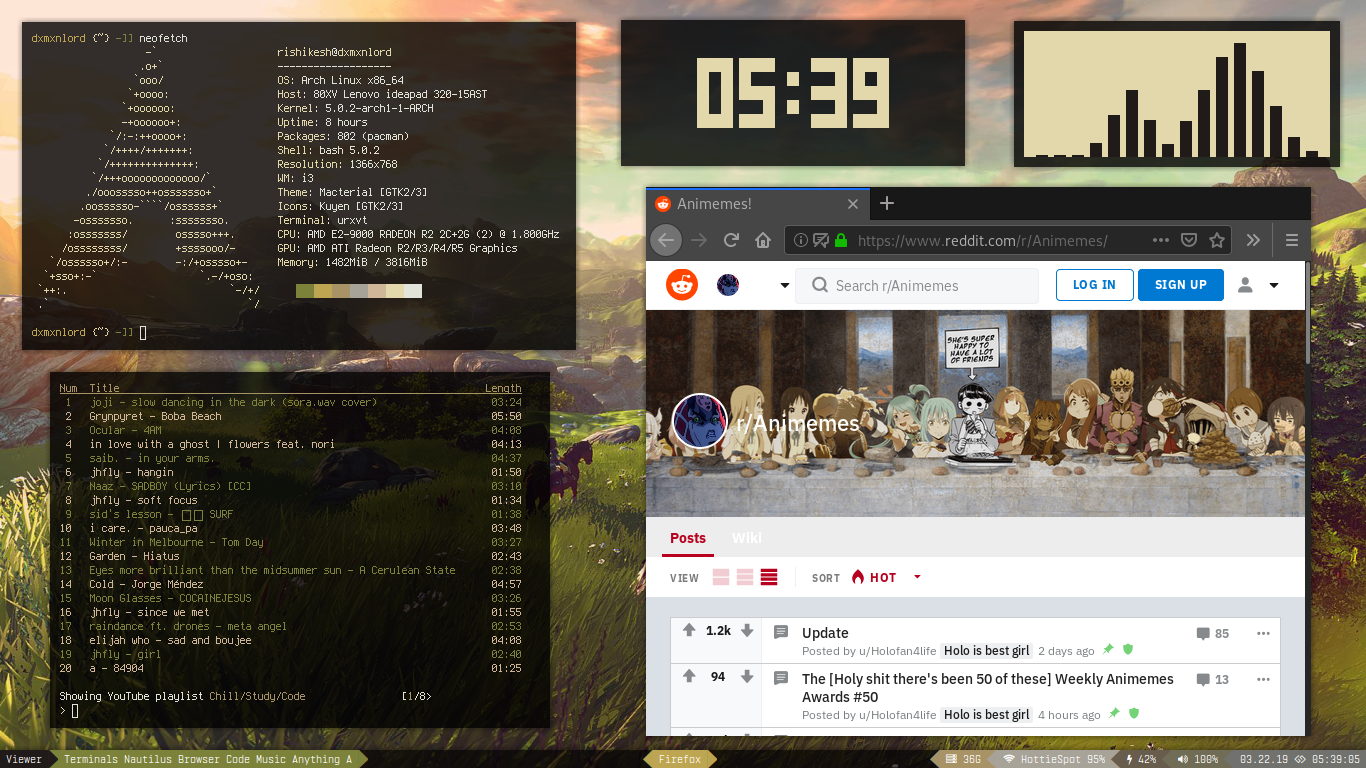 dxmxnlord {~} -]] neofetch
rishikesh@dxmxnlord
-------------------
OS: Arch Linux x86_64
Host: 80XV Lenovo ideapad 320-15AST
Kernel: 5.0.2-arch1-1-ARCH
Uptime: 8 hours
Packages: 802 (pacman)
Shell: bash 5.0.2
Resolution: 1366x768
WM: i3
Theme: Macterial [GTK2/3]
Icons: Kuyen [GTK2/3]
Terminal: urxvt
CPU: AMD E2-9000 RADEON R2 2C+2G (2) @ 1.800GHz
GPU: AMD ATI Radeon R2/R3/R4/R5 Graphics
Memory: 1482MiB / 3816MiB
dxmxnlord {~} -]]
05:39
Num Title Length
1 joji - slow dancing in the dark (sora.wav cover) 03:24
2 Grynpyret - Boba Beach 05:50
3 Ocular - 4AM 04:08
4 in love with a ghost | flowers feat. nori 04:13
5 saib. - in your arms. 04:37
6 jhfly - hangin 01:50
7 Naaz - SADBOY (Lyrics) [CC] 03:10
8 jhfly - soft focus 01:34
9 sid's lesson - □□ SURF 01:38
10 i care. - pauca_pa 03:48
11 Winter in Melbourne - Tom Day 03:27
12 Garden - Hiatus 02:43
13 Eyes more brilliant than the midsummer sun - A Cerulean State 02:38
14 Cold - Jorge Méndez 04:57
15 Moon Glasses - COCAINEJESUS 03:26
16 jhfly - since we met 01:55
17 raindance ft. drones - meta angel 02:53
18 elijah who - sad and boujee 04:08
19 jhfly - girl 02:40
20 a - 84904 01:25
Showing YouTube playlist Chill/Study/Code [1/8>
>
Animemes!
https://www.reddit.com/r/Animemes/
Search r/Animemes
LOG IN
SIGN UP
SHE'S SUPER
HAPPY TO
HAVE A LOT
OF FRIENDS
r/Animemes
Posts Wiki
VIEW SORT HOT
1.2k Update 85
Posted by u/Holofan4life Holo is best girl 2 days ago
94 The [Holy shit there's been 50 of these] Weekly Animemes 13
Awards #50
Posted by u/Holofan4life Holo is best girl 4 hours ago
Viewer Terminals Nautilus Browser Code Music Anything A Firefox 36G HottieSpot 95% 42% 100% 03.22.19 05:39:05